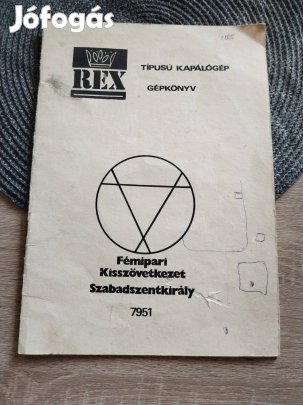 Jófogás
REX
TÍPUSÚ KAPÁLÓGÉP
GÉPKÖNYV
Fémipari
Kisszövetkezet
Szabadszentkirály
7951